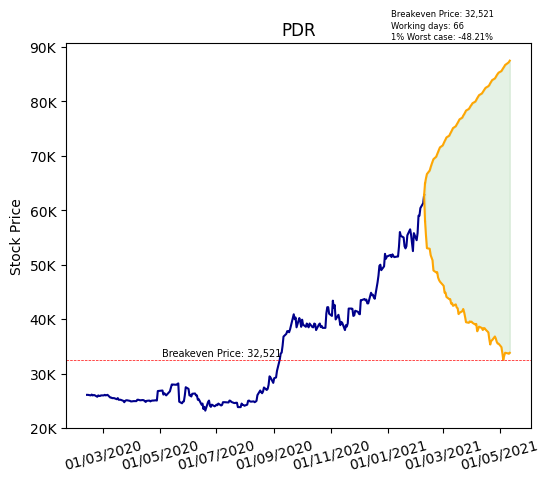 Breakeven Price: 32,521
Working days: 66
1% Worst case: -48.21%
PDR
90K
80K
70K
60K
50K
40K
30K
20K
Stock Price
Breakeven Price: 32,521
01/03/2020
01/05/2020
01/07/2020
01/09/2020
01/11/2020
01/01/2021
01/03/2021
01/05/2021